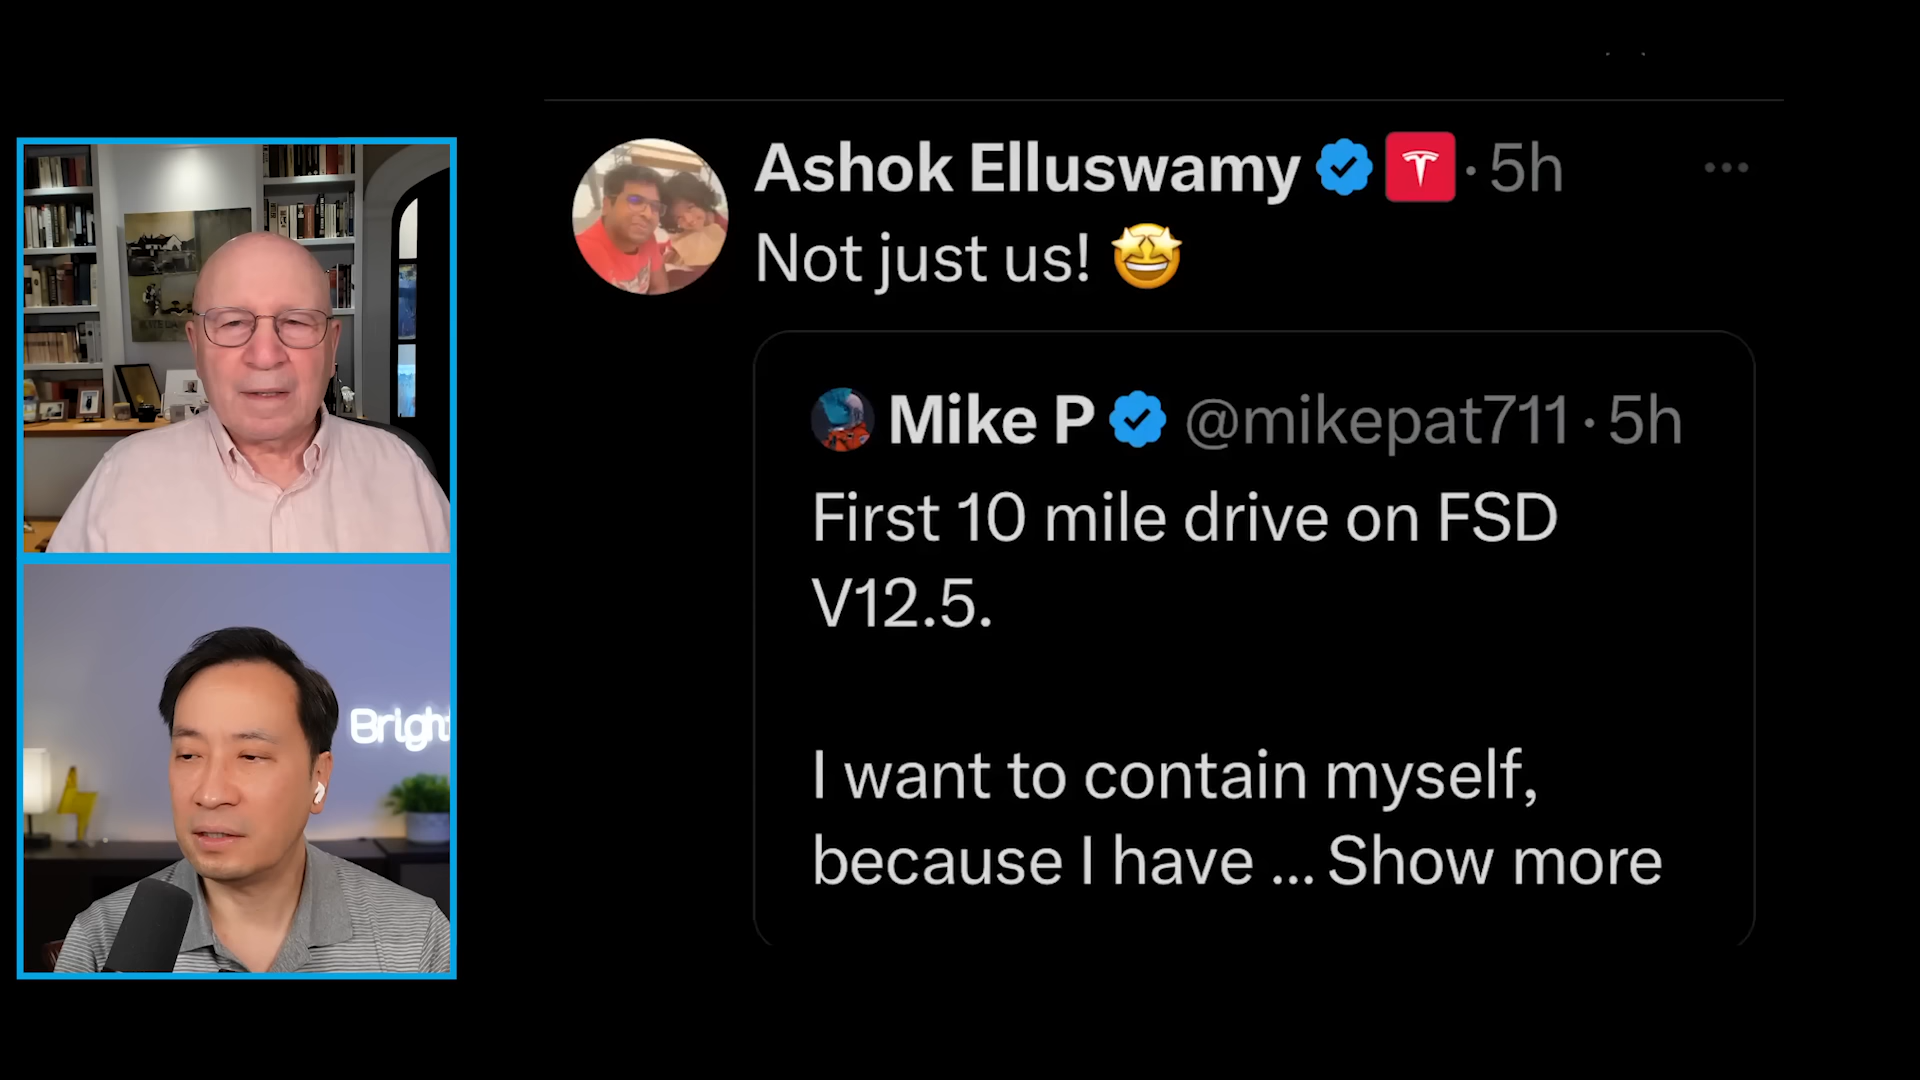 Ashok Elluswamy · 5h
Not just us! 🤩
Mike P @mikepat711 · 5h
First 10 mile drive on FSD
V12.5.
I want to contain myself,
because I have ... Show more
Bright